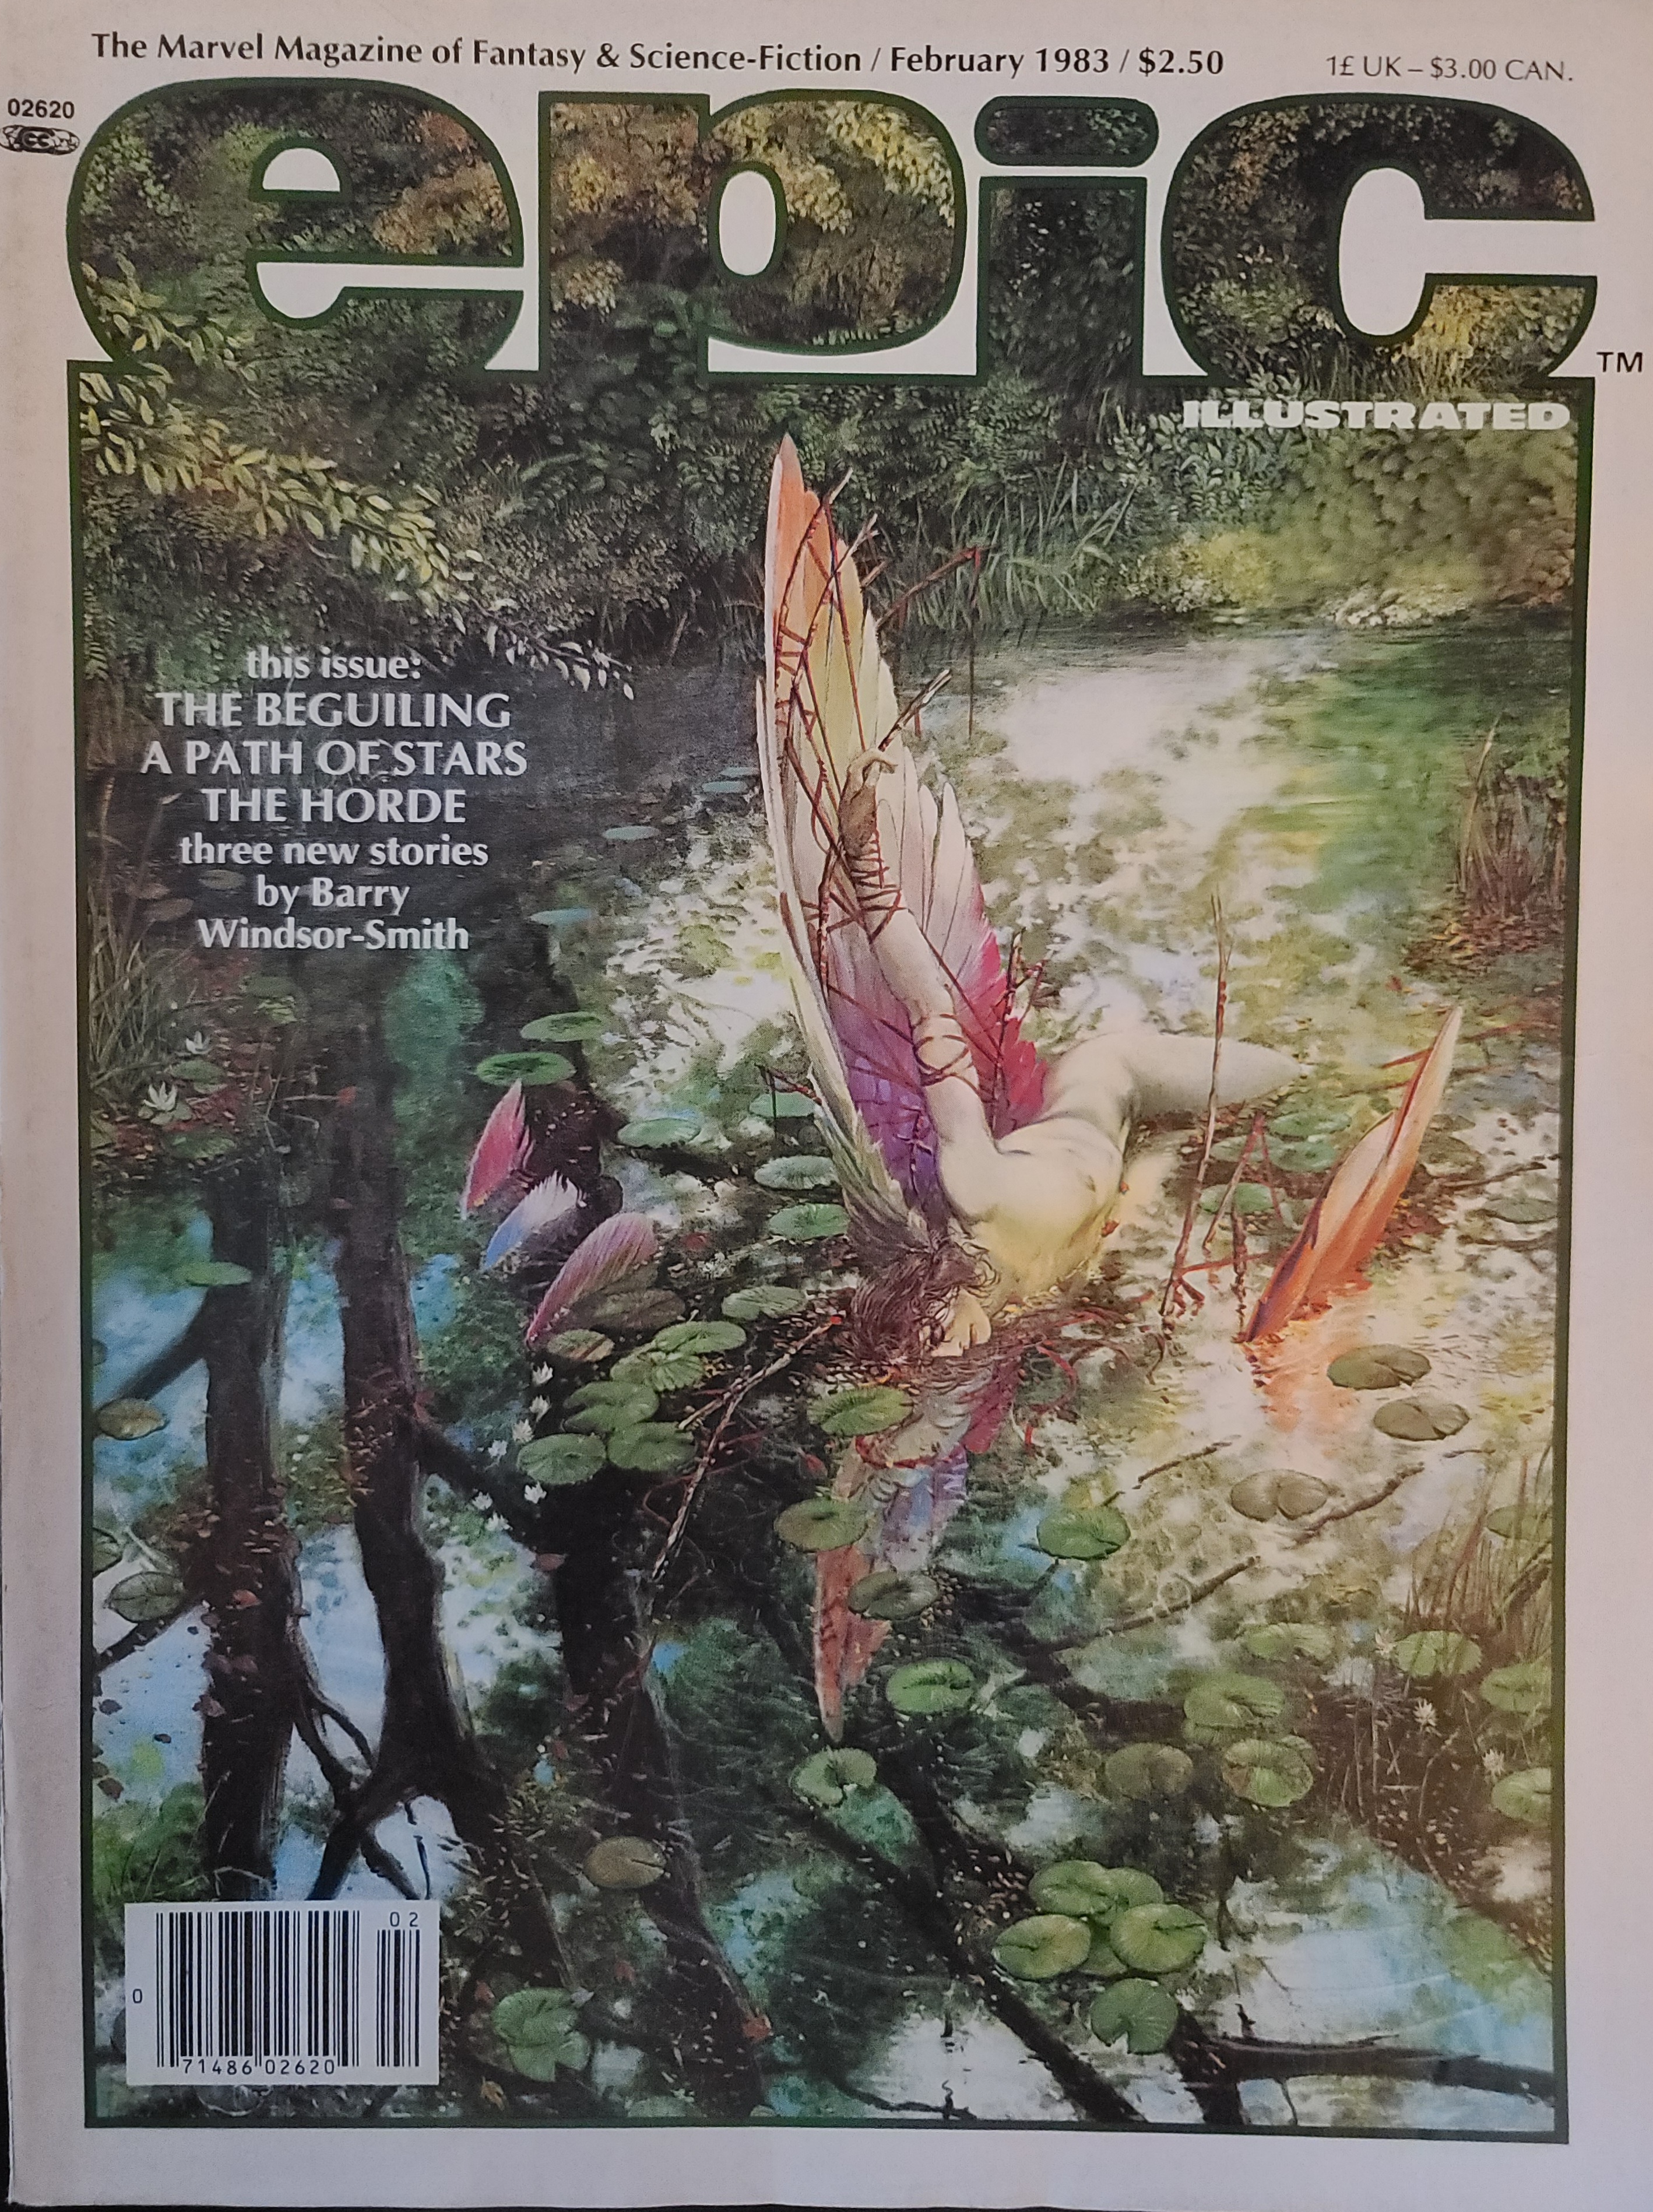 The Marvel Magazine of Fantasy & Science-Fiction / February 1983 / $2.50
1£ UK – $3.00 CAN.
02620
epic
TM
ILLUSTRATED
this issue:
THE BEGUILING
A PATH OF STARS
THE HORDE
three new stories
by Barry
Windsor-Smith
02
0
71486 02620